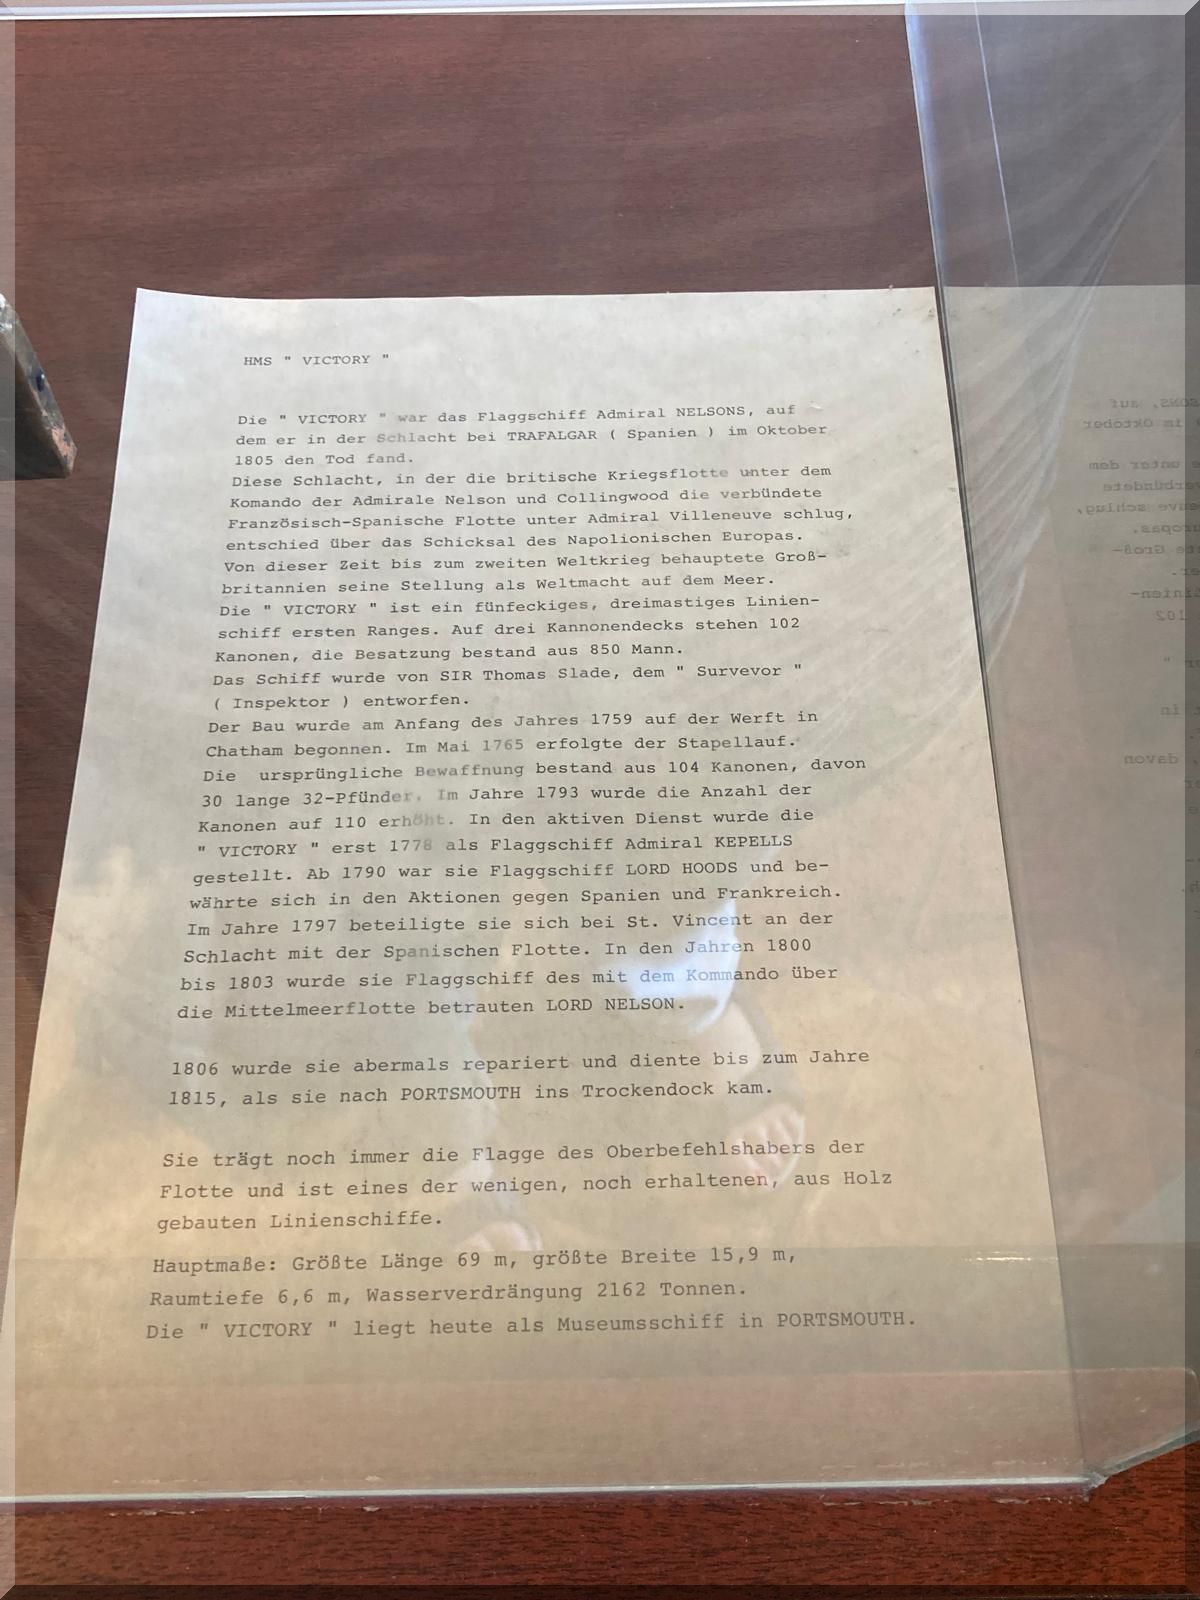 HMS " VICTORY "
Die " VICTORY " war das Flaggschiff Admiral NELSONS, auf
dem er in der Schlacht bei TRAFALGAR ( Spanien ) im Oktober
1805 den Tod fand.
Diese Schlacht, in der die britische Kriegsflotte unter dem
Komando der Admirale Nelson und Collingwood die verbündete
Französisch-Spanische Flotte unter Admiral Villeneuve schlug,
entschied über das Schicksal des Napolionischen Europas.
Von dieser Zeit bis zum zweiten Weltkrieg behauptete Groß-
britannien seine Stellung als Weltmacht auf dem Meer.
Die " VICTORY " ist ein fünfeckiges, dreimastiges Linien-
schiff ersten Ranges. Auf drei Kannonendecks stehen 102
Kanonen, die Besatzung bestand aus 850 Mann.
Das Schiff wurde von SIR Thomas Slade, dem " Survevor "
( Inspektor ) entworfen.
Der Bau wurde am Anfang des Jahres 1759 auf der Werft in
Chatham begonnen. Im Mai 1765 erfolgte der Stapellauf.
Die ursprüngliche Bewaffnung bestand aus 104 Kanonen, davon
30 lange 32-Pfünder. Im Jahre 1793 wurde die Anzahl der
Kanonen auf 110 erhöht. In den aktiven Dienst wurde die
" VICTORY " erst 1778 als Flaggschiff Admiral KEPELLS
gestellt. Ab 1790 war sie Flaggschiff LORD HOODS und be-
währte sich in den Aktionen gegen Spanien und Frankreich.
Im Jahre 1797 beteiligte sie sich bei St. Vincent an der
Schlacht mit der Spanischen Flotte. In den Jahren 1800
bis 1803 wurde sie Flaggschiff des mit dem Kommando über
die Mittelmeerflotte betrauten LORD NELSON.
1806 wurde sie abermals repariert und diente bis zum Jahre
1815, als sie nach PORTSMOUTH ins Trockendock kam.
Sie trägt noch immer die Flagge des Oberbefehlshabers der
Flotte und ist eines der wenigen, noch erhaltenen, aus Holz
gebauten Linienschiffe.
Hauptmaße: Größte Länge 69 m, größte Breite 15,9 m,
Raumtiefe 6,6 m, Wasserverdrängung 2162 Tonnen.
Die " VICTORY " liegt heute als Museumsschiff in PORTSMOUTH.